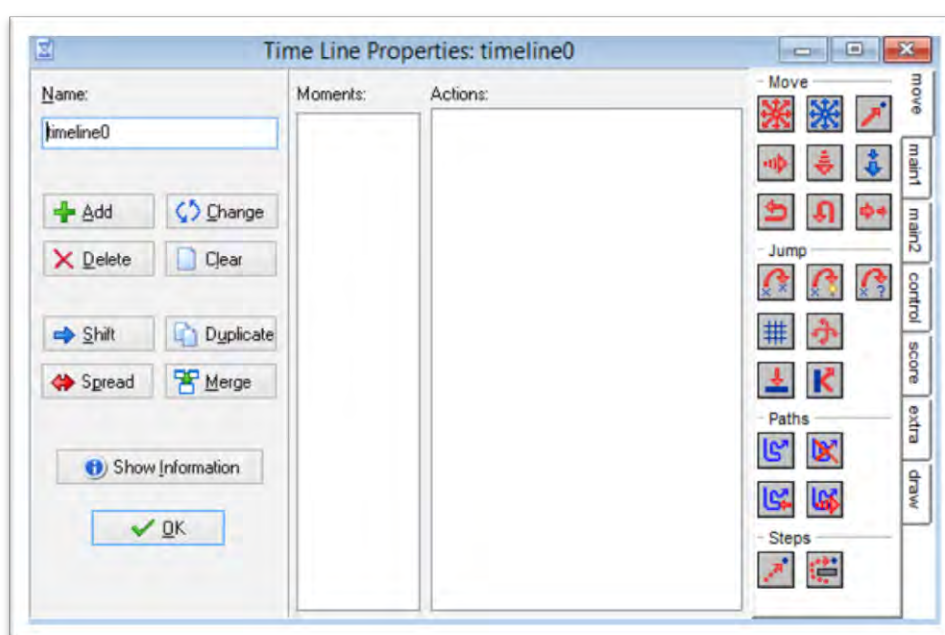 Time Line Properties: timeline0
Name:
timeline0
Add
Change
Delete
Clear
Shift
Duplicate
Spread
Merge
Show Information
OK
Moments:
Actions:
Move
Jump
Paths
Steps
move
main1
main2
control
score
extra
draw